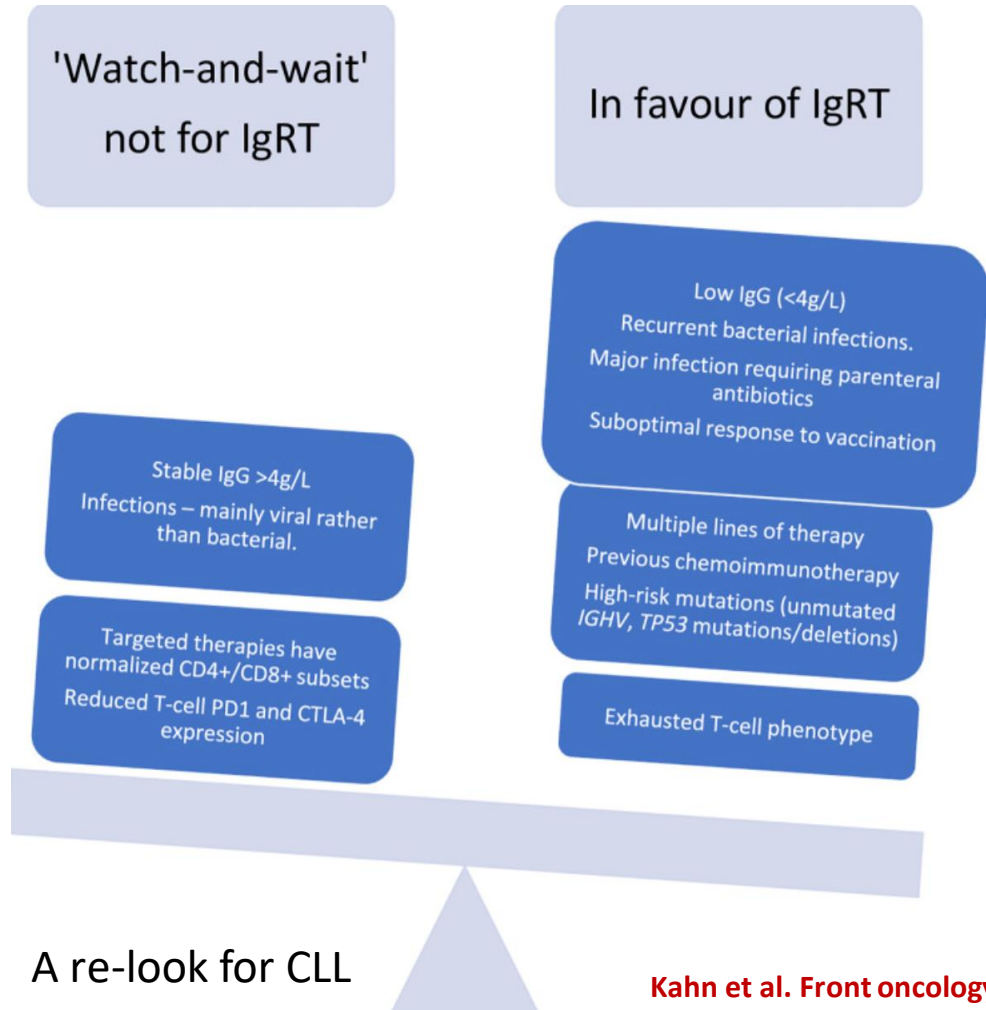 'Watch-and-wait'
not for IgRT
In favour of IgRT
Low IgG (<4g/L)
Recurrent bacterial infections.
Major infection requiring parenteral
antibiotics
Suboptimal response to vaccination
Stable IgG >4g/L
Infections – mainly viral rather
than bacterial.
Multiple lines of therapy
Previous chemoimmunotherapy
High-risk mutations (unmutated
IGHV, TP53 mutations/deletions)
Targeted therapies have
normalized CD4+/CD8+ subsets
Reduced T-cell PD1 and CTLA-4
expression
Exhausted T-cell phenotype
A re-look for CLL
Kahn et al. Front oncology